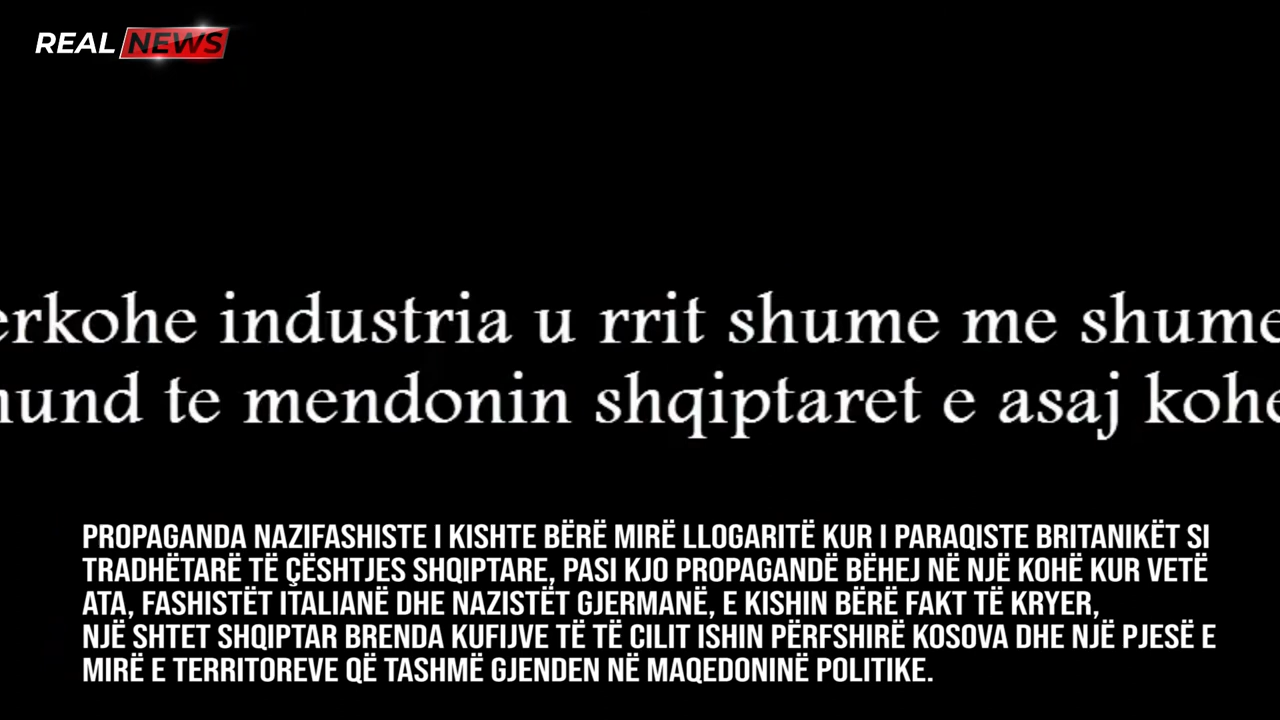 REAL NEWS
industria u rrit shume me shume
te mendonin shqiptaret e asaj kohe
PROPAGANDA NAZIFASHISTE I KISHTE BËRË MIRË LLOGARITË KUR I PARAQISTE BRITANIKËT SI
TRADHËTARË TË ÇËSHTJES SHQIPTARE, PASI KJO PROPAGANDË BËHEJ NË NJË KOHË KUR VETË
ATA, FASHISTËT ITALIANË DHE NAZISTËT GJERMANË, E KISHIN BËRË FAKT TË KRYER,
NJË SHTET SHQIPTAR BRENDA KUFIJVE TË TË CILIT ISHIN PËRFSHIRË KOSOVA DHE NJË PJESË E
MIRË E TERRITOREVE QË TASHMË GJENDEN NË MAQEDONINË POLITIKE.